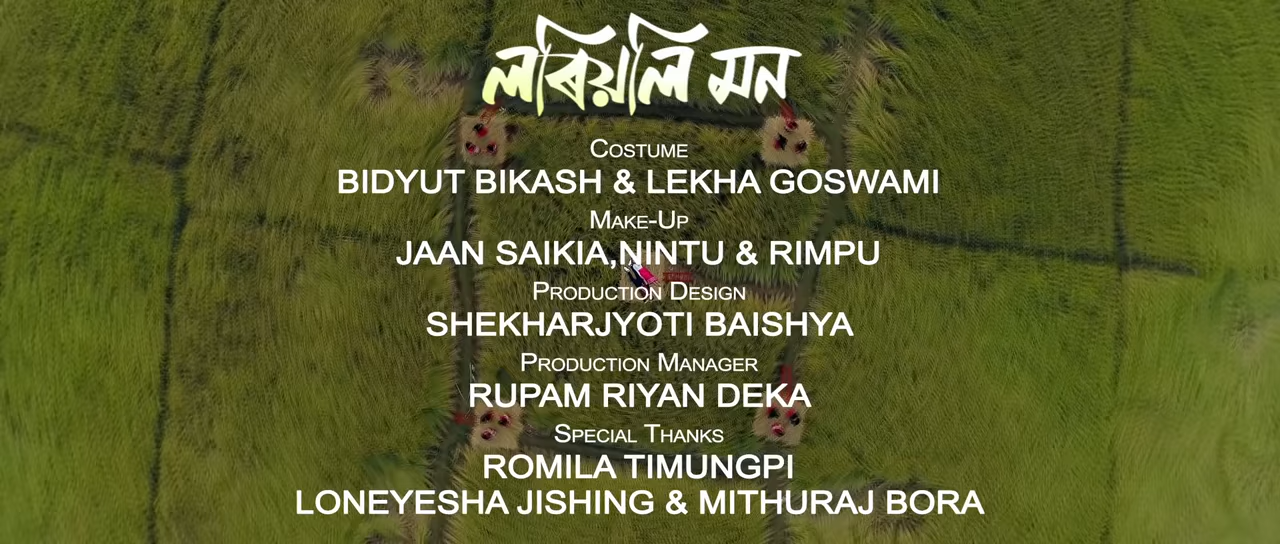 লৰিয়লি মন
Costume
BIDYUT BIKASH & LEKHA GOSWAMI
Make-Up
JAAN SAIKIA,NINTU & RIMPU
Production Design
SHEKHARJYOTI BAISHYA
Production Manager
RUPAM RIYAN DEKA
Special Thanks
ROMILA TIMUNGPI
LONEYESHA JISHING & MITHURAJ BORA